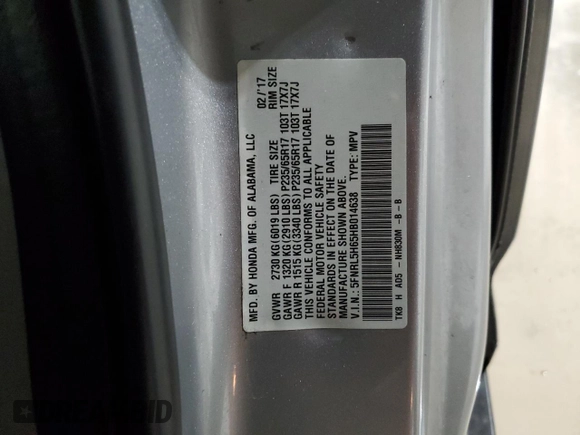 MFD. BY HONDA MFG. OF ALABAMA, LLC 02/'17
GVWR 2730 KG(6019 LBS) TIRE SIZE RIM SIZE
GAWR F 1320 KG(2910 LBS) P235/65R17 103T 17X7J
GAWR R 1515 KG(3340 LBS) P235/65R17 103T 17X7J
THIS VEHICLE CONFORMS TO ALL APPLICABLE
FEDERAL MOTOR VEHICLE SAFETY
STANDARDS IN EFFECT ON THE DATE OF
MANUFACTURE SHOWN ABOVE.
V.I.N.: 5FNRL5H65HB014638 TYPE: MPV
TK8 H AD5 - NH830M -B - B